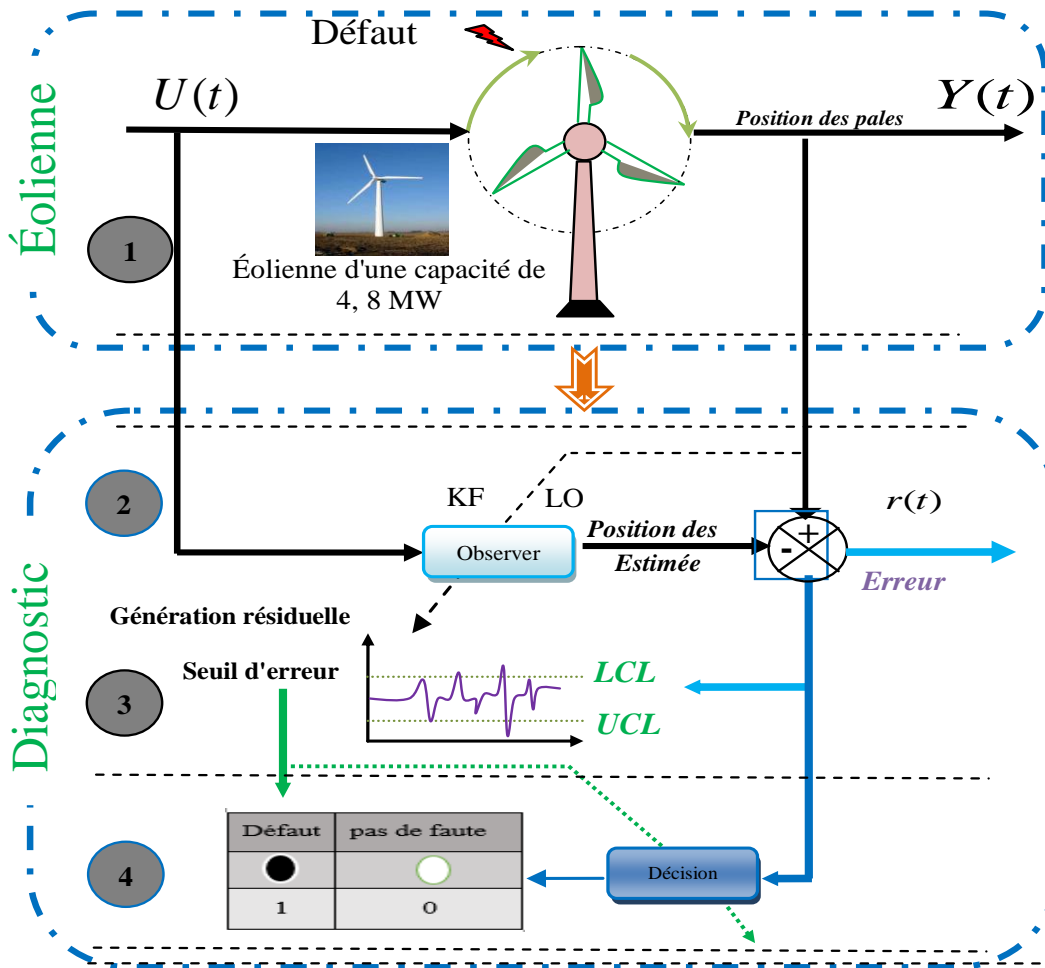 Défaut
U(t)
Y(t)
Position des pales
Éolienne
1
Éolienne d'une capacité de
4, 8 MW
2
KF
LO
r(t)
Observer
Position des
Estimée
+
-
Erreur
Diagnostic
Génération résiduelle
Seuil d'erreur
LCL
3
UCL
Défaut pas de faute
4
Décision
1 0